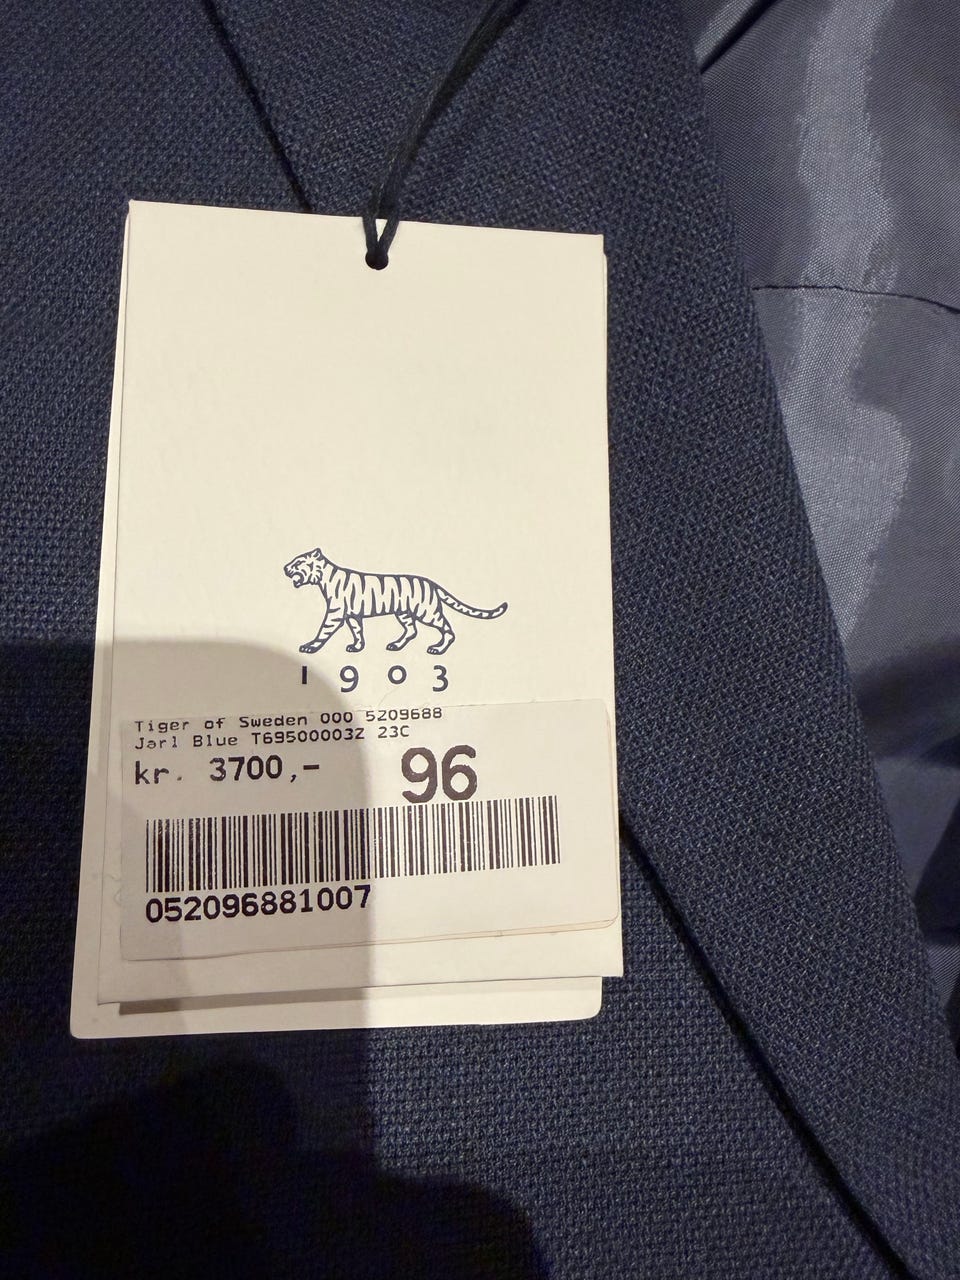 1903
Tiger of Sweden 000 5209688
Jarl Blue T69500003Z 23C
kr. 3700,- 96
052096881007